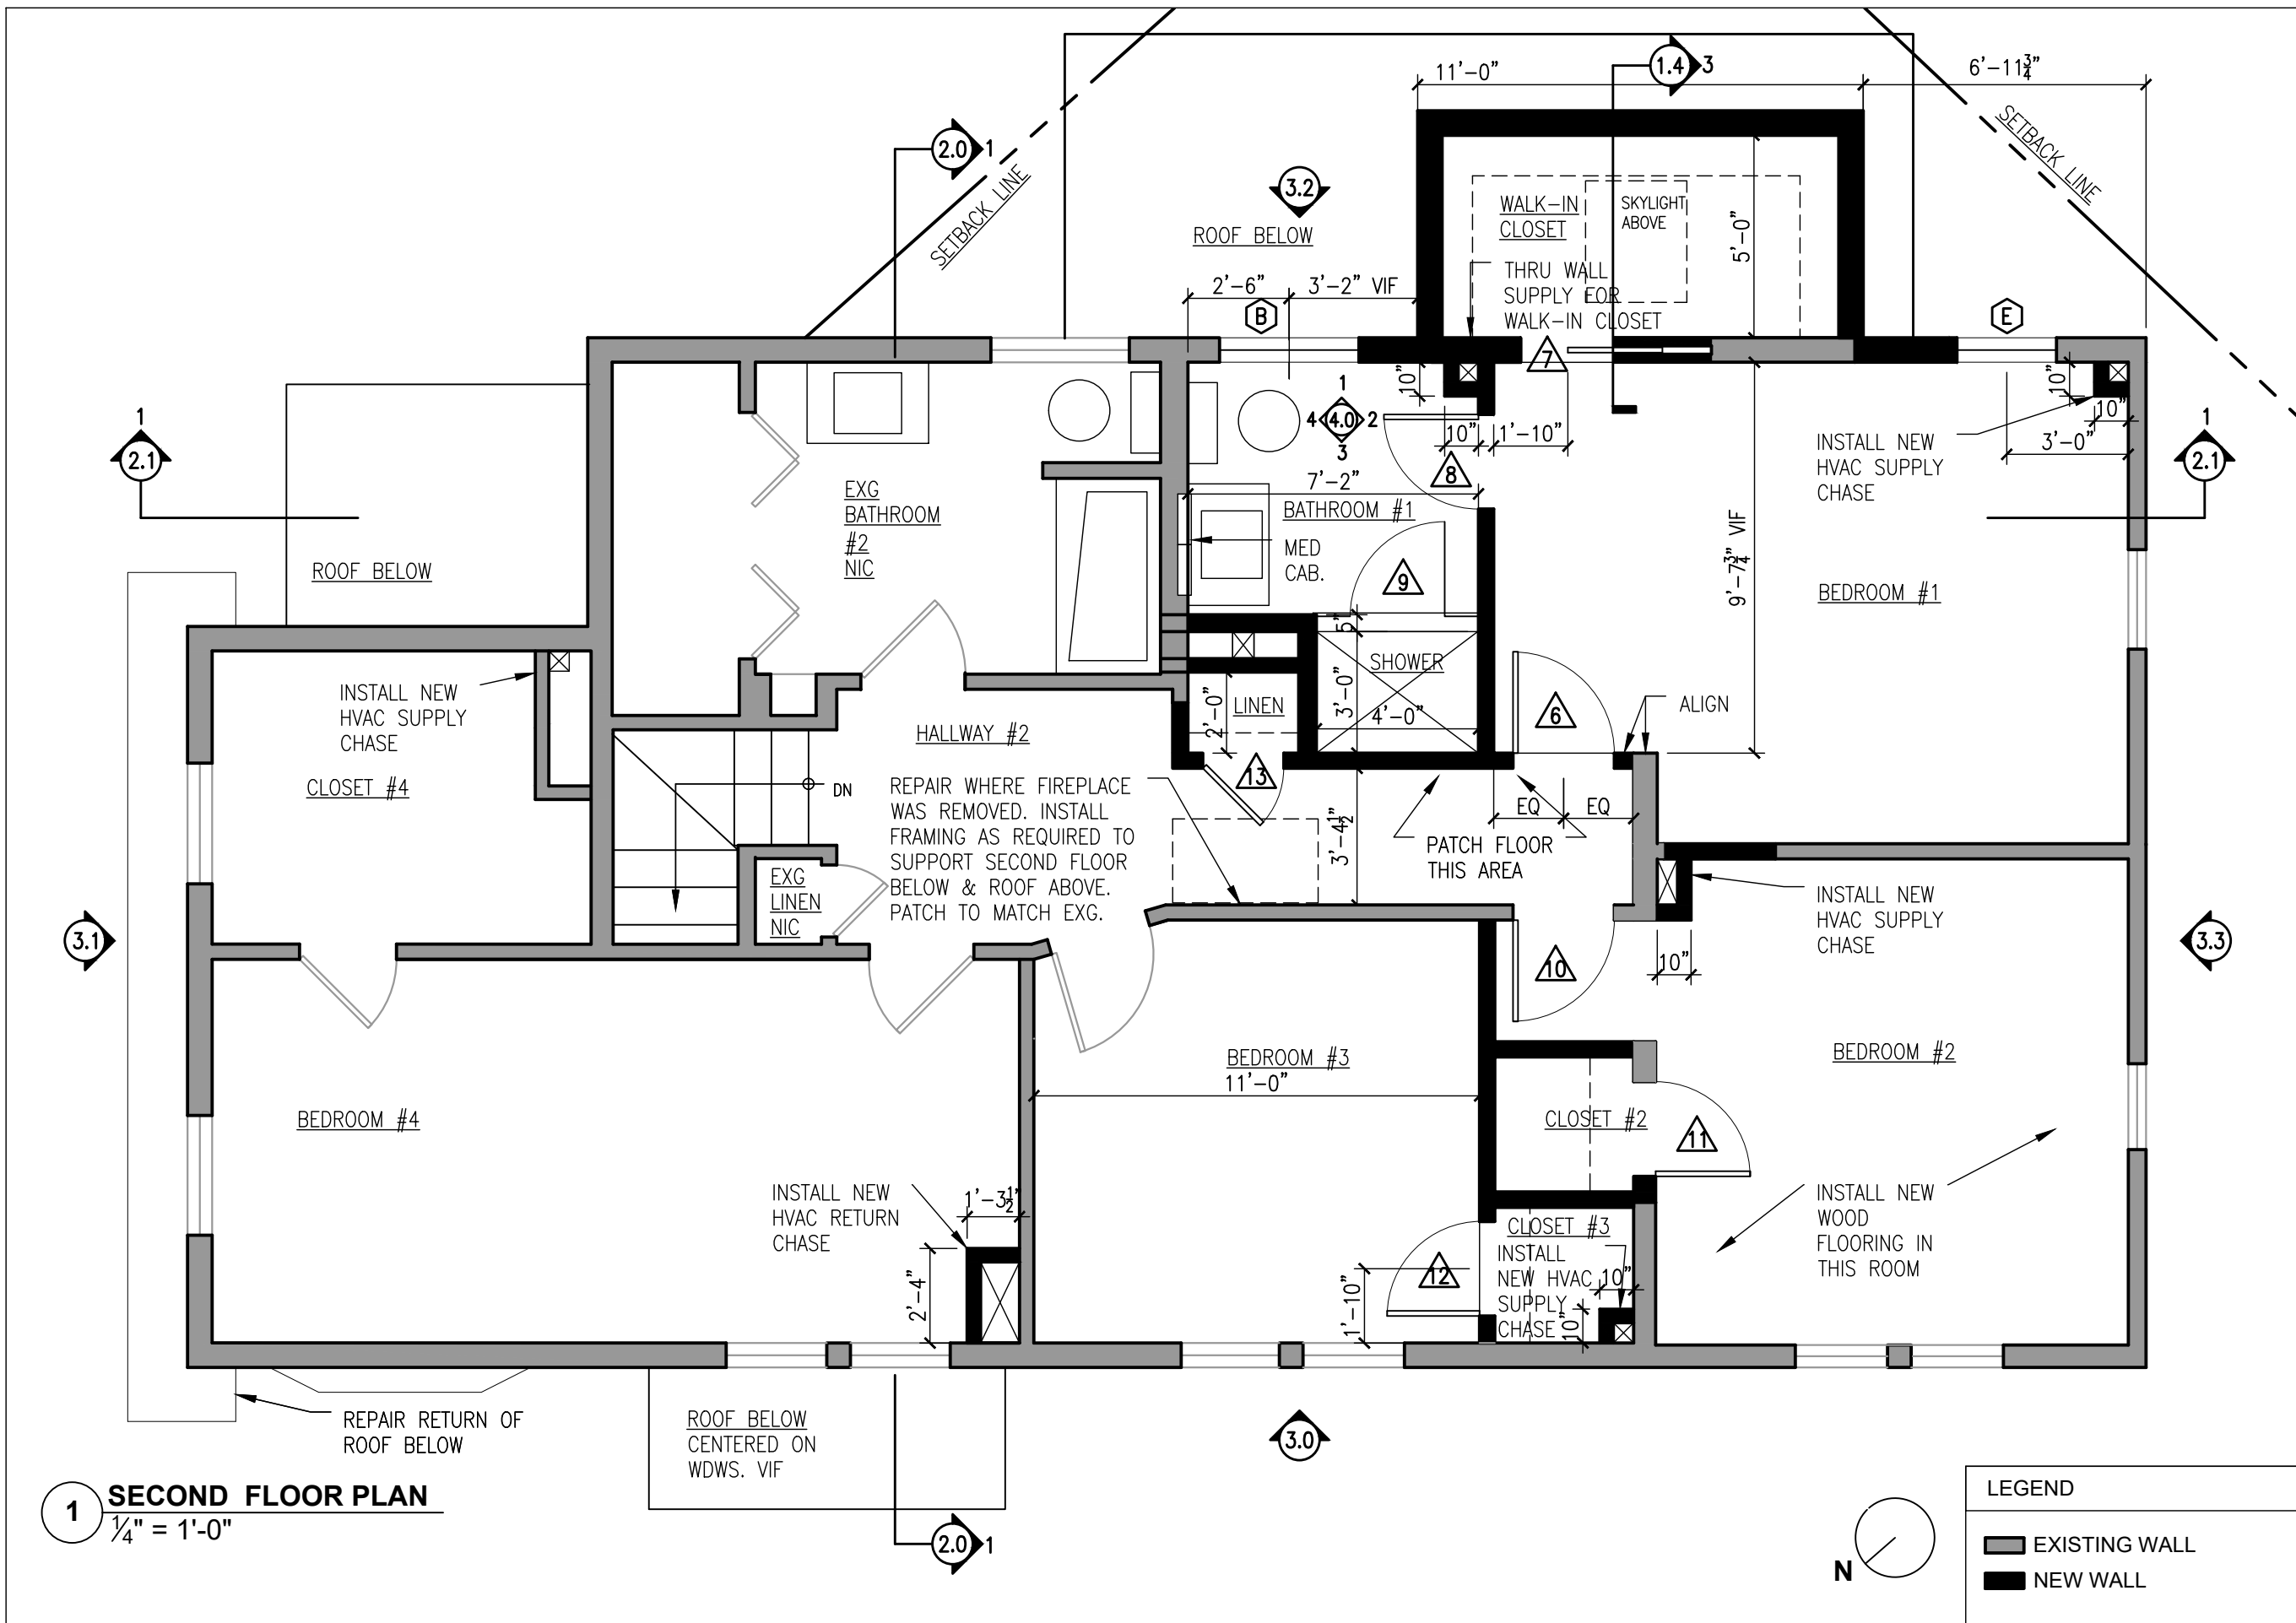 11'-0"
1.4 3
6'-11 3/4"
SETBACK LINE
2.0 1
SETBACK LINE
3.2
ROOF BELOW
WALK-IN
CLOSET
SKYLIGHT
ABOVE
5'-0"
THRU WALL
SUPPLY FOR
WALK-IN CLOSET
2'-6"
3'-2" VIF
B
E
7
10"
10"
10"
3'-0"
1
4 4.0 2
3
10"
1'-10"
8
7'-2"
BATHROOM #1
MED
CAB.
9
INSTALL NEW
HVAC SUPPLY
CHASE
1
2.1
1
2.1
EXG
BATHROOM
#2
NIC
ROOF BELOW
9'-7 3/4" VIF
BEDROOM #1
5"
SHOWER
3'-0"
4'-0"
LINEN
2'-0"
6
ALIGN
INSTALL NEW
HVAC SUPPLY
CHASE
CLOSET #4
HALLWAY #2
DN
13
REPAIR WHERE FIREPLACE
WAS REMOVED. INSTALL
FRAMING AS REQUIRED TO
SUPPORT SECOND FLOOR
BELOW & ROOF ABOVE.
PATCH TO MATCH EXG.
EQ
EQ
3'-4 1/2"
PATCH FLOOR
THIS AREA
EXG
LINEN
NIC
INSTALL NEW
HVAC SUPPLY
CHASE
3.1
3.3
10"
10
BEDROOM #3
11'-0"
BEDROOM #2
BEDROOM #4
CLOSET #2
11
INSTALL NEW
HVAC RETURN
CHASE
1'-3 1/2"
2'-4"
CLOSET #3
INSTALL
NEW HVAC
SUPPLY
CHASE
10"
10"
12
1'-10"
INSTALL NEW
WOOD
FLOORING IN
THIS ROOM
REPAIR RETURN OF
ROOF BELOW
ROOF BELOW
CENTERED ON
WDWS. VIF
3.0
1 SECOND FLOOR PLAN
1/4" = 1'-0"
2.0 1
N
LEGEND
EXISTING WALL
NEW WALL